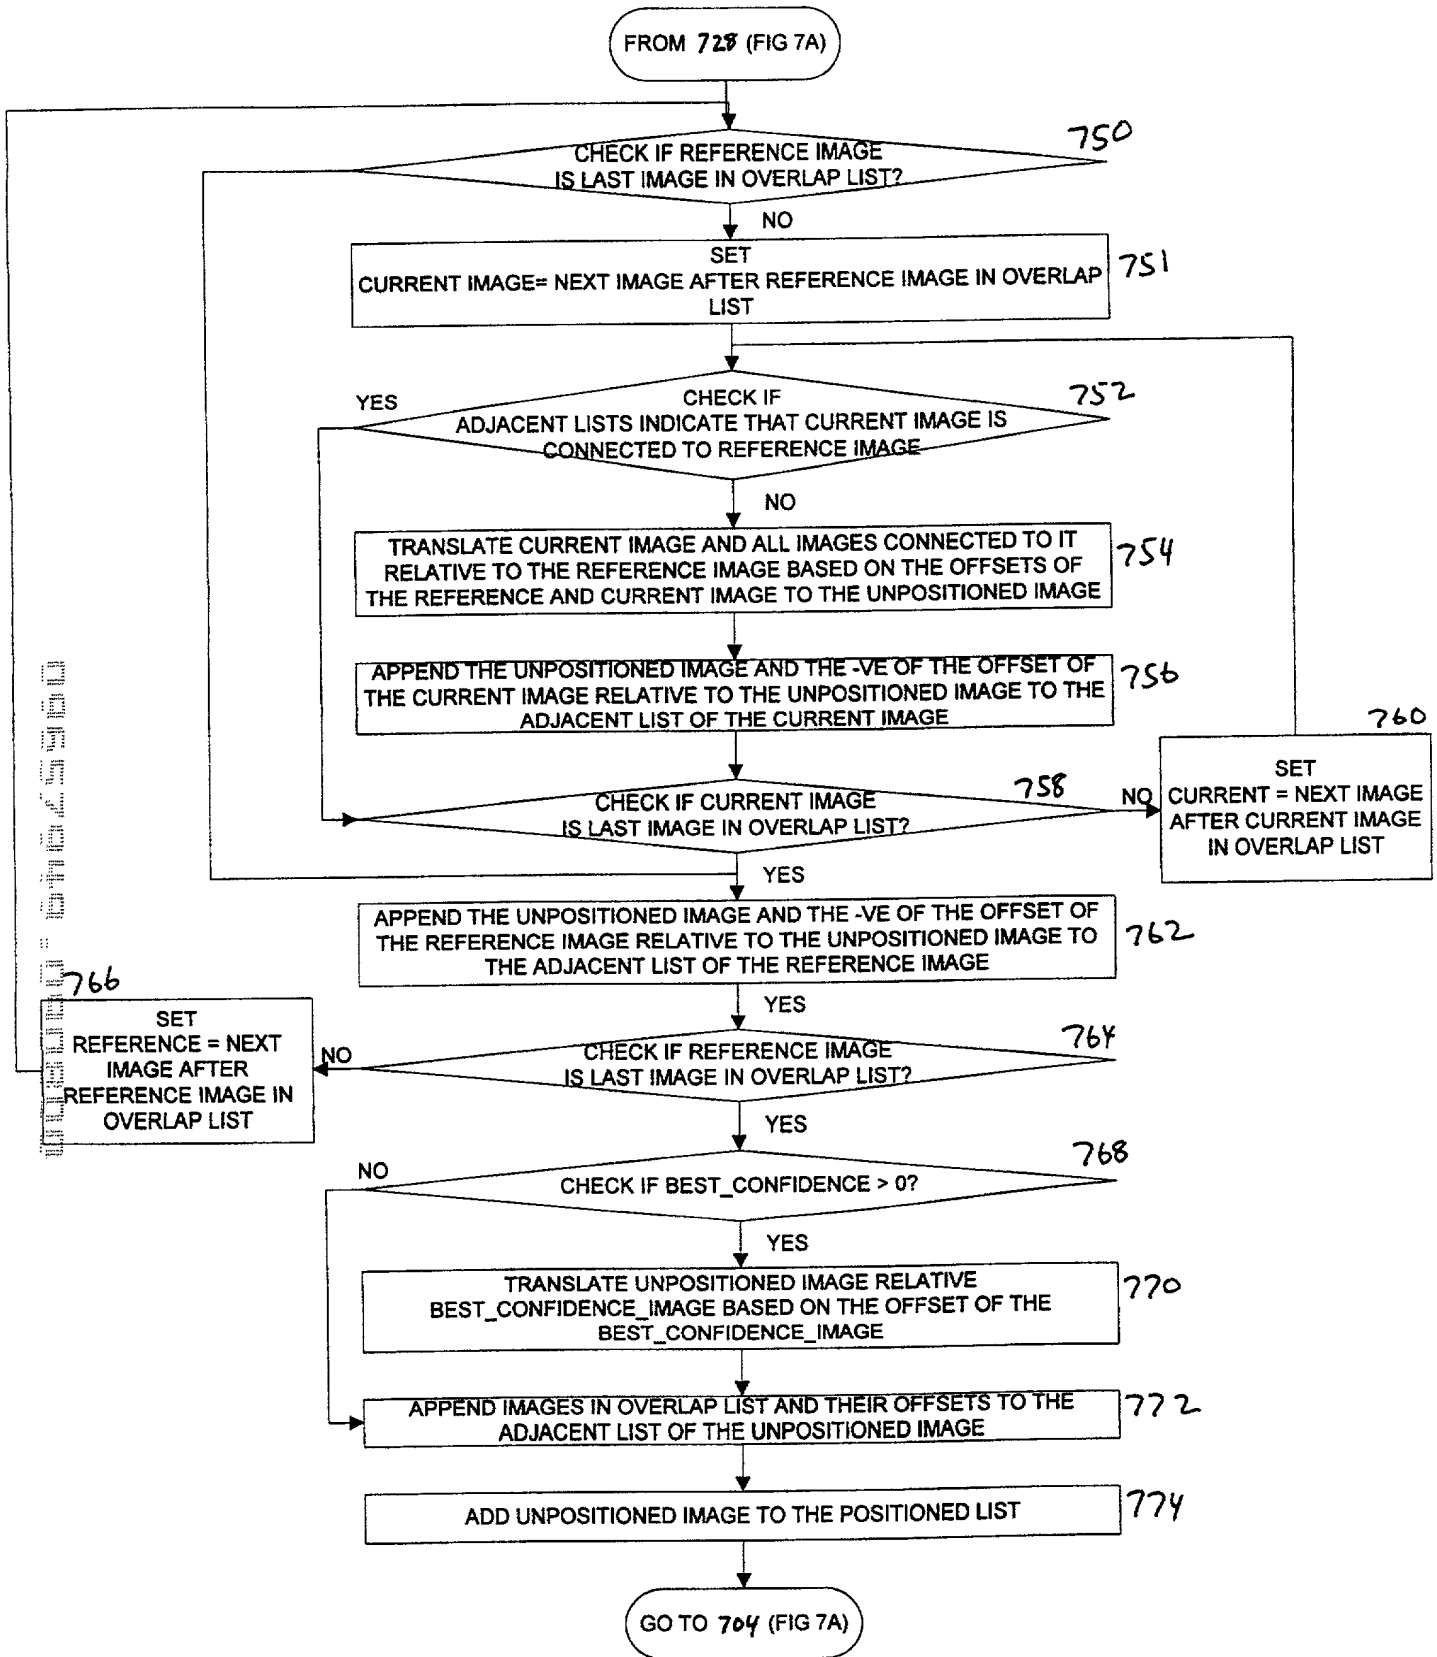 FROM 728 (FIG 7A)
750
CHECK IF REFERENCE IMAGE
IS LAST IMAGE IN OVERLAP LIST?
NO
SET
CURRENT IMAGE= NEXT IMAGE AFTER REFERENCE IMAGE IN OVERLAP
LIST
751
YES
CHECK IF
ADJACENT LISTS INDICATE THAT CURRENT IMAGE IS
CONNECTED TO REFERENCE IMAGE
752
NO
TRANSLATE CURRENT IMAGE AND ALL IMAGES CONNECTED TO IT
RELATIVE TO THE REFERENCE IMAGE BASED ON THE OFFSETS OF
THE REFERENCE AND CURRENT IMAGE TO THE UNPOSITIONED IMAGE
754
APPEND THE UNPOSITIONED IMAGE AND THE -VE OF THE OFFSET OF
THE CURRENT IMAGE RELATIVE TO THE UNPOSITIONED IMAGE TO THE
ADJACENT LIST OF THE CURRENT IMAGE
756
760
SET
CURRENT = NEXT IMAGE
AFTER CURRENT IMAGE
IN OVERLAP LIST
758
CHECK IF CURRENT IMAGE
IS LAST IMAGE IN OVERLAP LIST?
NO
YES
APPEND THE UNPOSITIONED IMAGE AND THE -VE OF THE OFFSET OF
THE REFERENCE IMAGE RELATIVE TO THE UNPOSITIONED IMAGE TO
THE ADJACENT LIST OF THE REFERENCE IMAGE
762
YES
766
SET
REFERENCE = NEXT
IMAGE AFTER
REFERENCE IMAGE IN
OVERLAP LIST
NO
CHECK IF REFERENCE IMAGE
IS LAST IMAGE IN OVERLAP LIST?
764
YES
NO
CHECK IF BEST_CONFIDENCE > 0?
768
YES
TRANSLATE UNPOSITIONED IMAGE RELATIVE
BEST_CONFIDENCE_IMAGE BASED ON THE OFFSET OF THE
BEST_CONFIDENCE_IMAGE
770
APPEND IMAGES IN OVERLAP LIST AND THEIR OFFSETS TO THE
ADJACENT LIST OF THE UNPOSITIONED IMAGE
772
ADD UNPOSITIONED IMAGE TO THE POSITIONED LIST
774
GO TO 704 (FIG 7A)